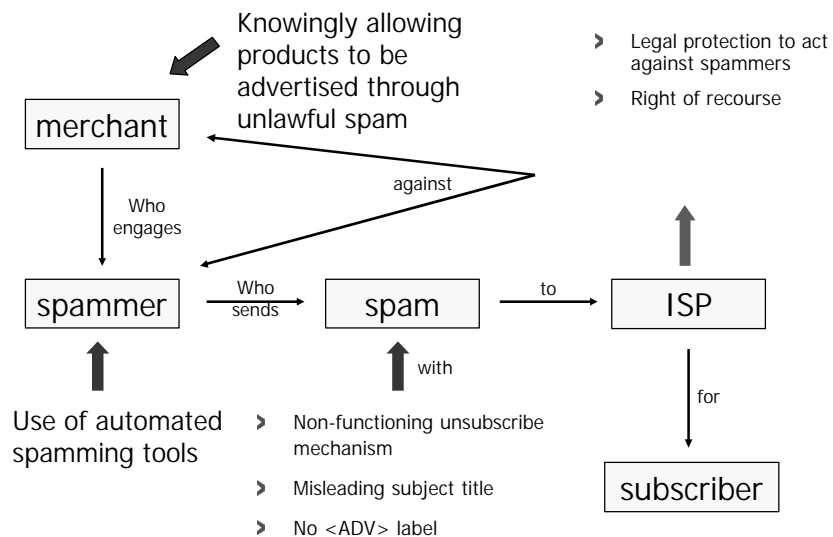 Knowingly allowing
products to be
advertised through
unlawful spam
> Legal protection to act
against spammers
> Right of recourse
merchant
against
Who
engages
spammer
Who
sends
spam
to
ISP
with
for
Use of automated
spamming tools
> Non-functioning unsubscribe
mechanism
> Misleading subject title
> No <ADV> label
subscriber